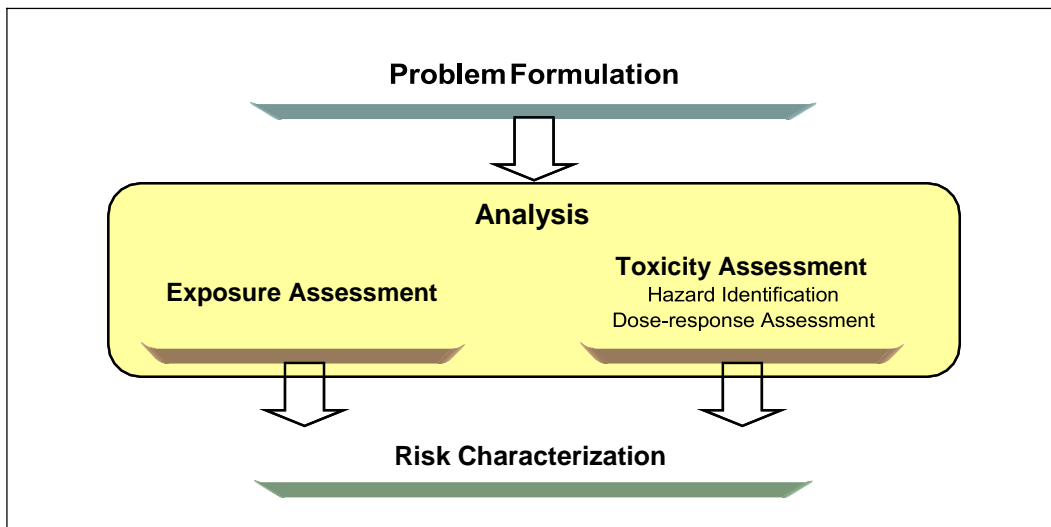 Problem Formulation
Analysis
Exposure Assessment
Toxicity Assessment
Hazard Identification
Dose-response Assessment
Risk Characterization